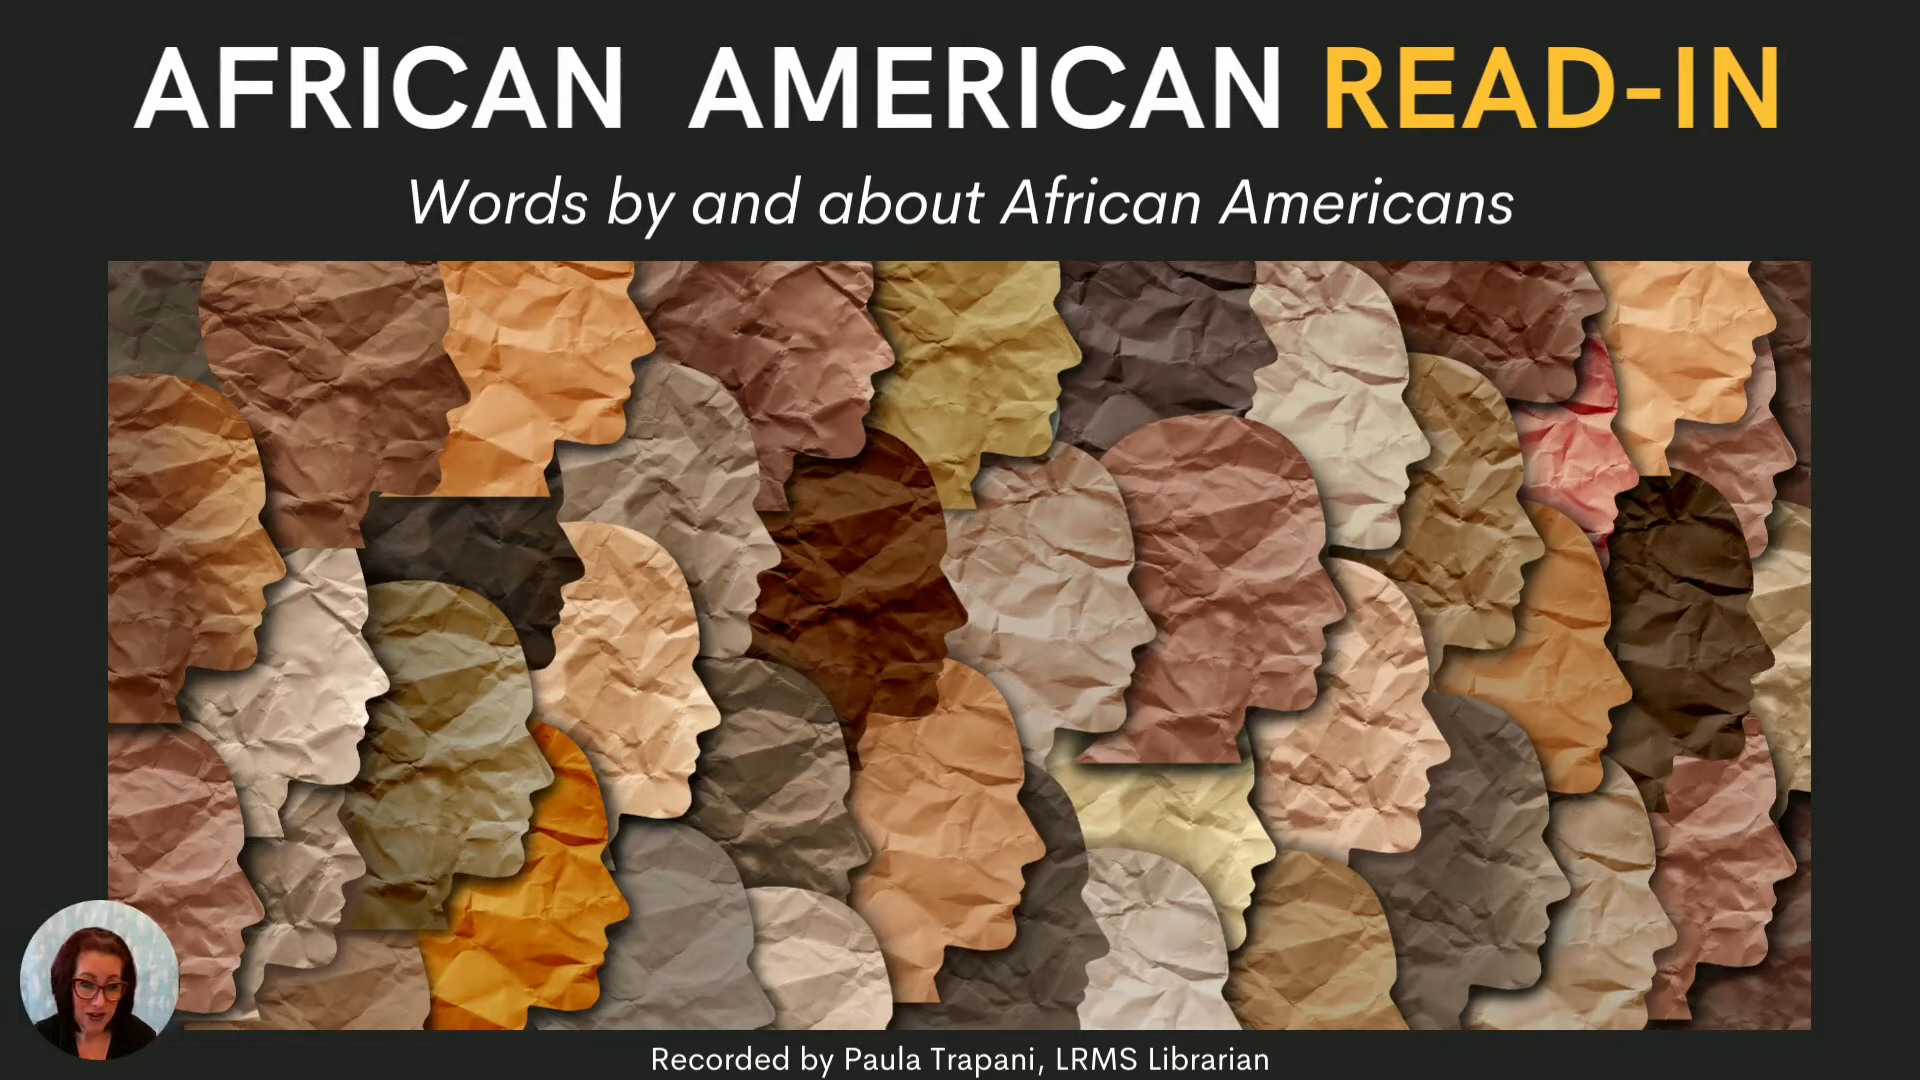 AFRICAN AMERICAN READ-IN
Words by and about African Americans
Recorded by Paula Trapani, LRMS Librarian